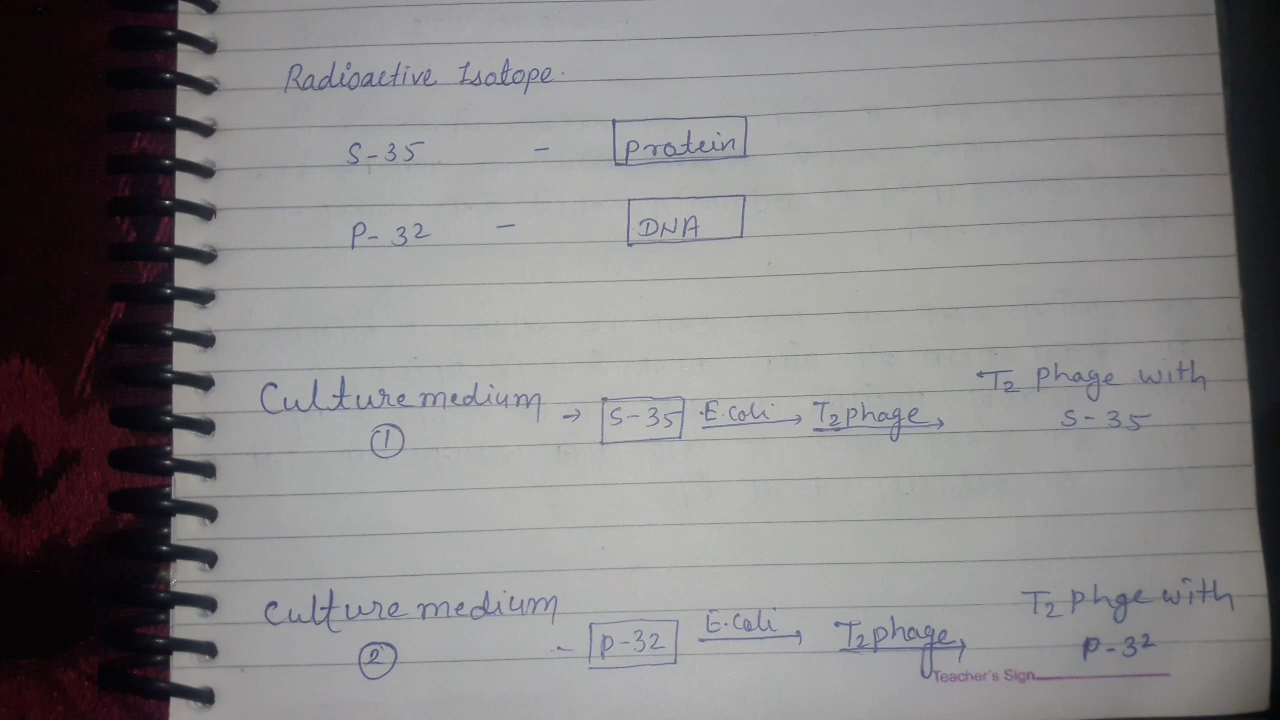 Radioactive Isotope.
S-35 - protein
P-32 - DNA
Culture medium → S-35 E.coli → T2 phage → T2 phage with
① S-35
Culture medium - P-32 E.coli → T2 phage → T2 phge with
② P-32
Teacher's Sign